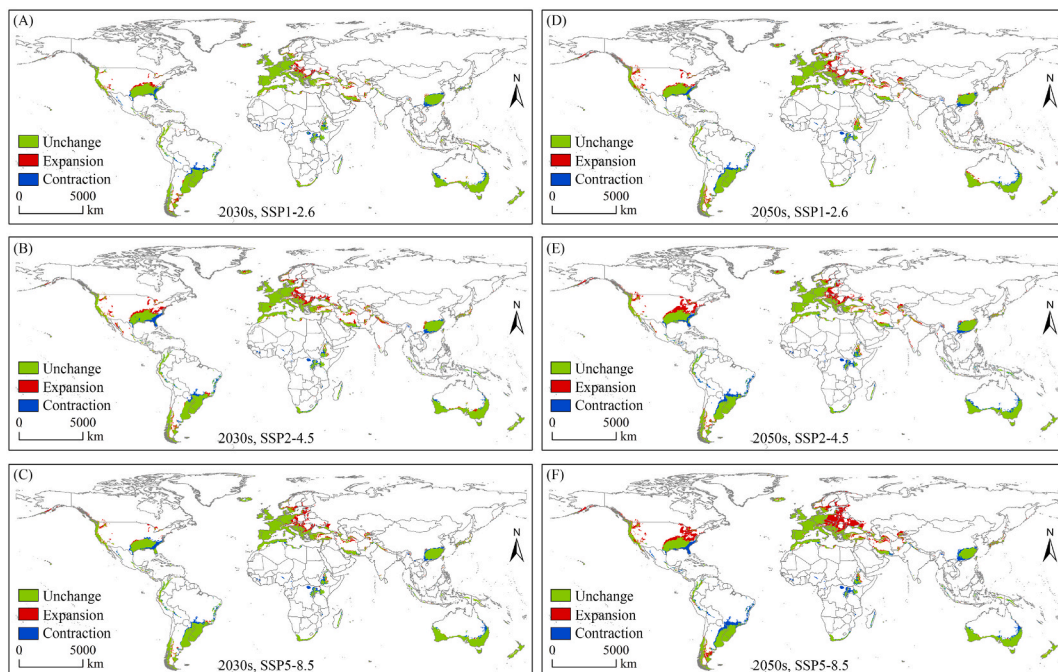 (A)
N
Unchange
Expansion
Contraction
0 5000
km
2030s, SSP1-2.6
(D)
N
Unchange
Expansion
Contraction
0 5000
km
2050s, SSP1-2.6
(B)
N
Unchange
Expansion
Contraction
0 5000
km
2030s, SSP2-4.5
(E)
N
Unchange
Expansion
Contraction
0 5000
km
2050s, SSP2-4.5
(C)
N
Unchange
Expansion
Contraction
0 5000
km
2030s, SSP5-8.5
(F)
N
Unchange
Expansion
Contraction
0 5000
km
2050s, SSP5-8.5